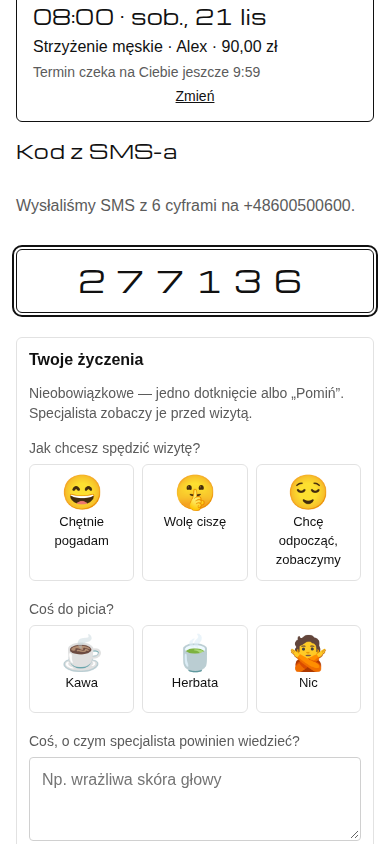 08:00 · sob., 21 lis
Strzyżenie męskie · Alex · 90,00 zł
Termin czeka na Ciebie jeszcze 9:59
Zmień
Kod z SMS-a
Wysłaliśmy SMS z 6 cyframi na +48600500600.
277136
Twoje życzenia
Nieobowiązkowe — jedno dotknięcie albo „Pomiń”.
Specjalista zobaczy je przed wizytą.
Jak chcesz spędzić wizytę?
Chętnie
pogadam
Wolę ciszę
Chcę
odpocząć,
zobaczymy
Coś do picia?
Kawa
Herbata
Nic
Coś, o czym specjalista powinien wiedzieć?
Np. wrażliwa skóra głowy